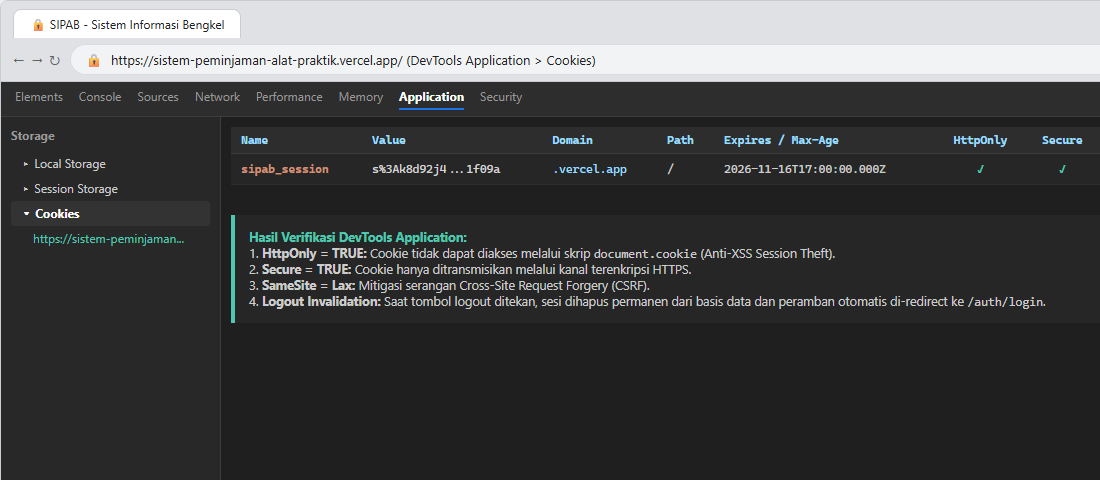 SIPAB - Sistem Informasi Bengkel
https://sistem-peminjaman-alat-praktik.vercel.app/ (DevTools Application > Cookies)
Elements Console Sources Network Performance Memory Application Security
Storage
Local Storage
Session Storage
Cookies
https://sistem-peminjaman...
Name Value Domain Path Expires / Max-Age HttpOnly Secure
sipab_session s%3Ak8d92j4...1f09a .vercel.app / 2026-11-16T17:00:00.000Z ✓ ✓
Hasil Verifikasi DevTools Application:
1. HttpOnly = TRUE: Cookie tidak dapat diakses melalui skrip document.cookie (Anti-XSS Session Theft).
2. Secure = TRUE: Cookie hanya ditransmisikan melalui kanal terenkripsi HTTPS.
3. SameSite = Lax: Mitigasi serangan Cross-Site Request Forgery (CSRF).
4. Logout Invalidation: Saat tombol logout ditekan, sesi dihapus permanen dari basis data dan peramban otomatis di-redirect ke /auth/login.